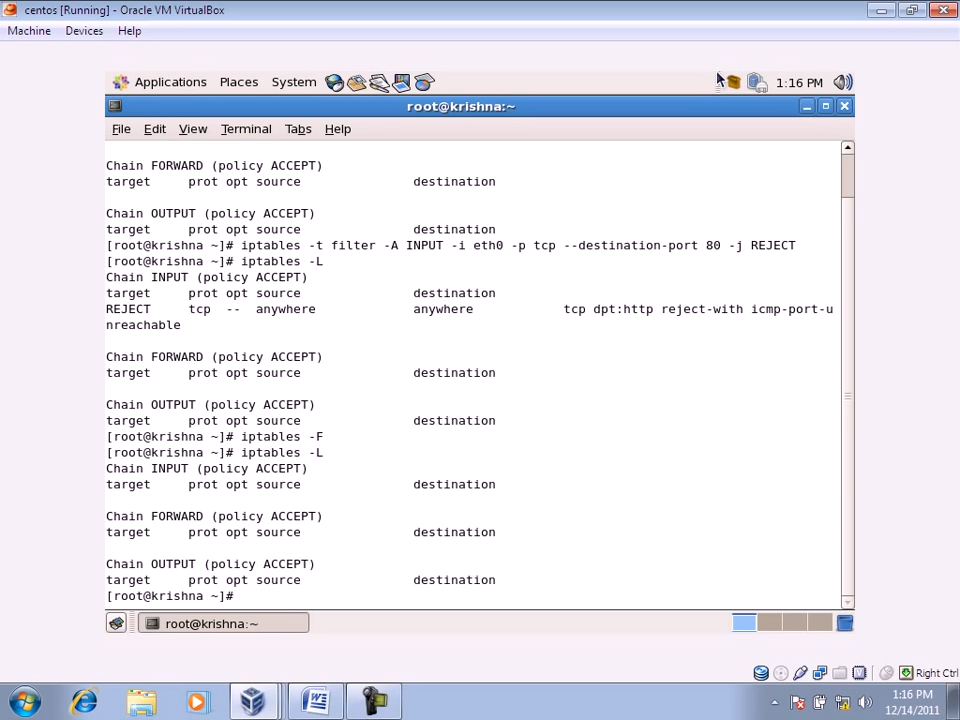 centos [Running] - Oracle VM VirtualBox
Machine Devices Help
Applications Places System 1:16 PM
root@krishna:~
File Edit View Terminal Tabs Help
Chain FORWARD (policy ACCEPT)
target prot opt source destination
Chain OUTPUT (policy ACCEPT)
target prot opt source destination
[root@krishna ~]# iptables -t filter -A INPUT -i eth0 -p tcp --destination-port 80 -j REJECT
[root@krishna ~]# iptables -L
Chain INPUT (policy ACCEPT)
target prot opt source destination
REJECT tcp -- anywhere anywhere tcp dpt:http reject-with icmp-port-u
nreachable
Chain FORWARD (policy ACCEPT)
target prot opt source destination
Chain OUTPUT (policy ACCEPT)
target prot opt source destination
[root@krishna ~]# iptables -F
[root@krishna ~]# iptables -L
Chain INPUT (policy ACCEPT)
target prot opt source destination
Chain FORWARD (policy ACCEPT)
target prot opt source destination
Chain OUTPUT (policy ACCEPT)
target prot opt source destination
[root@krishna ~]#
root@krishna:~
Right Ctrl
1:16 PM
12/14/2011